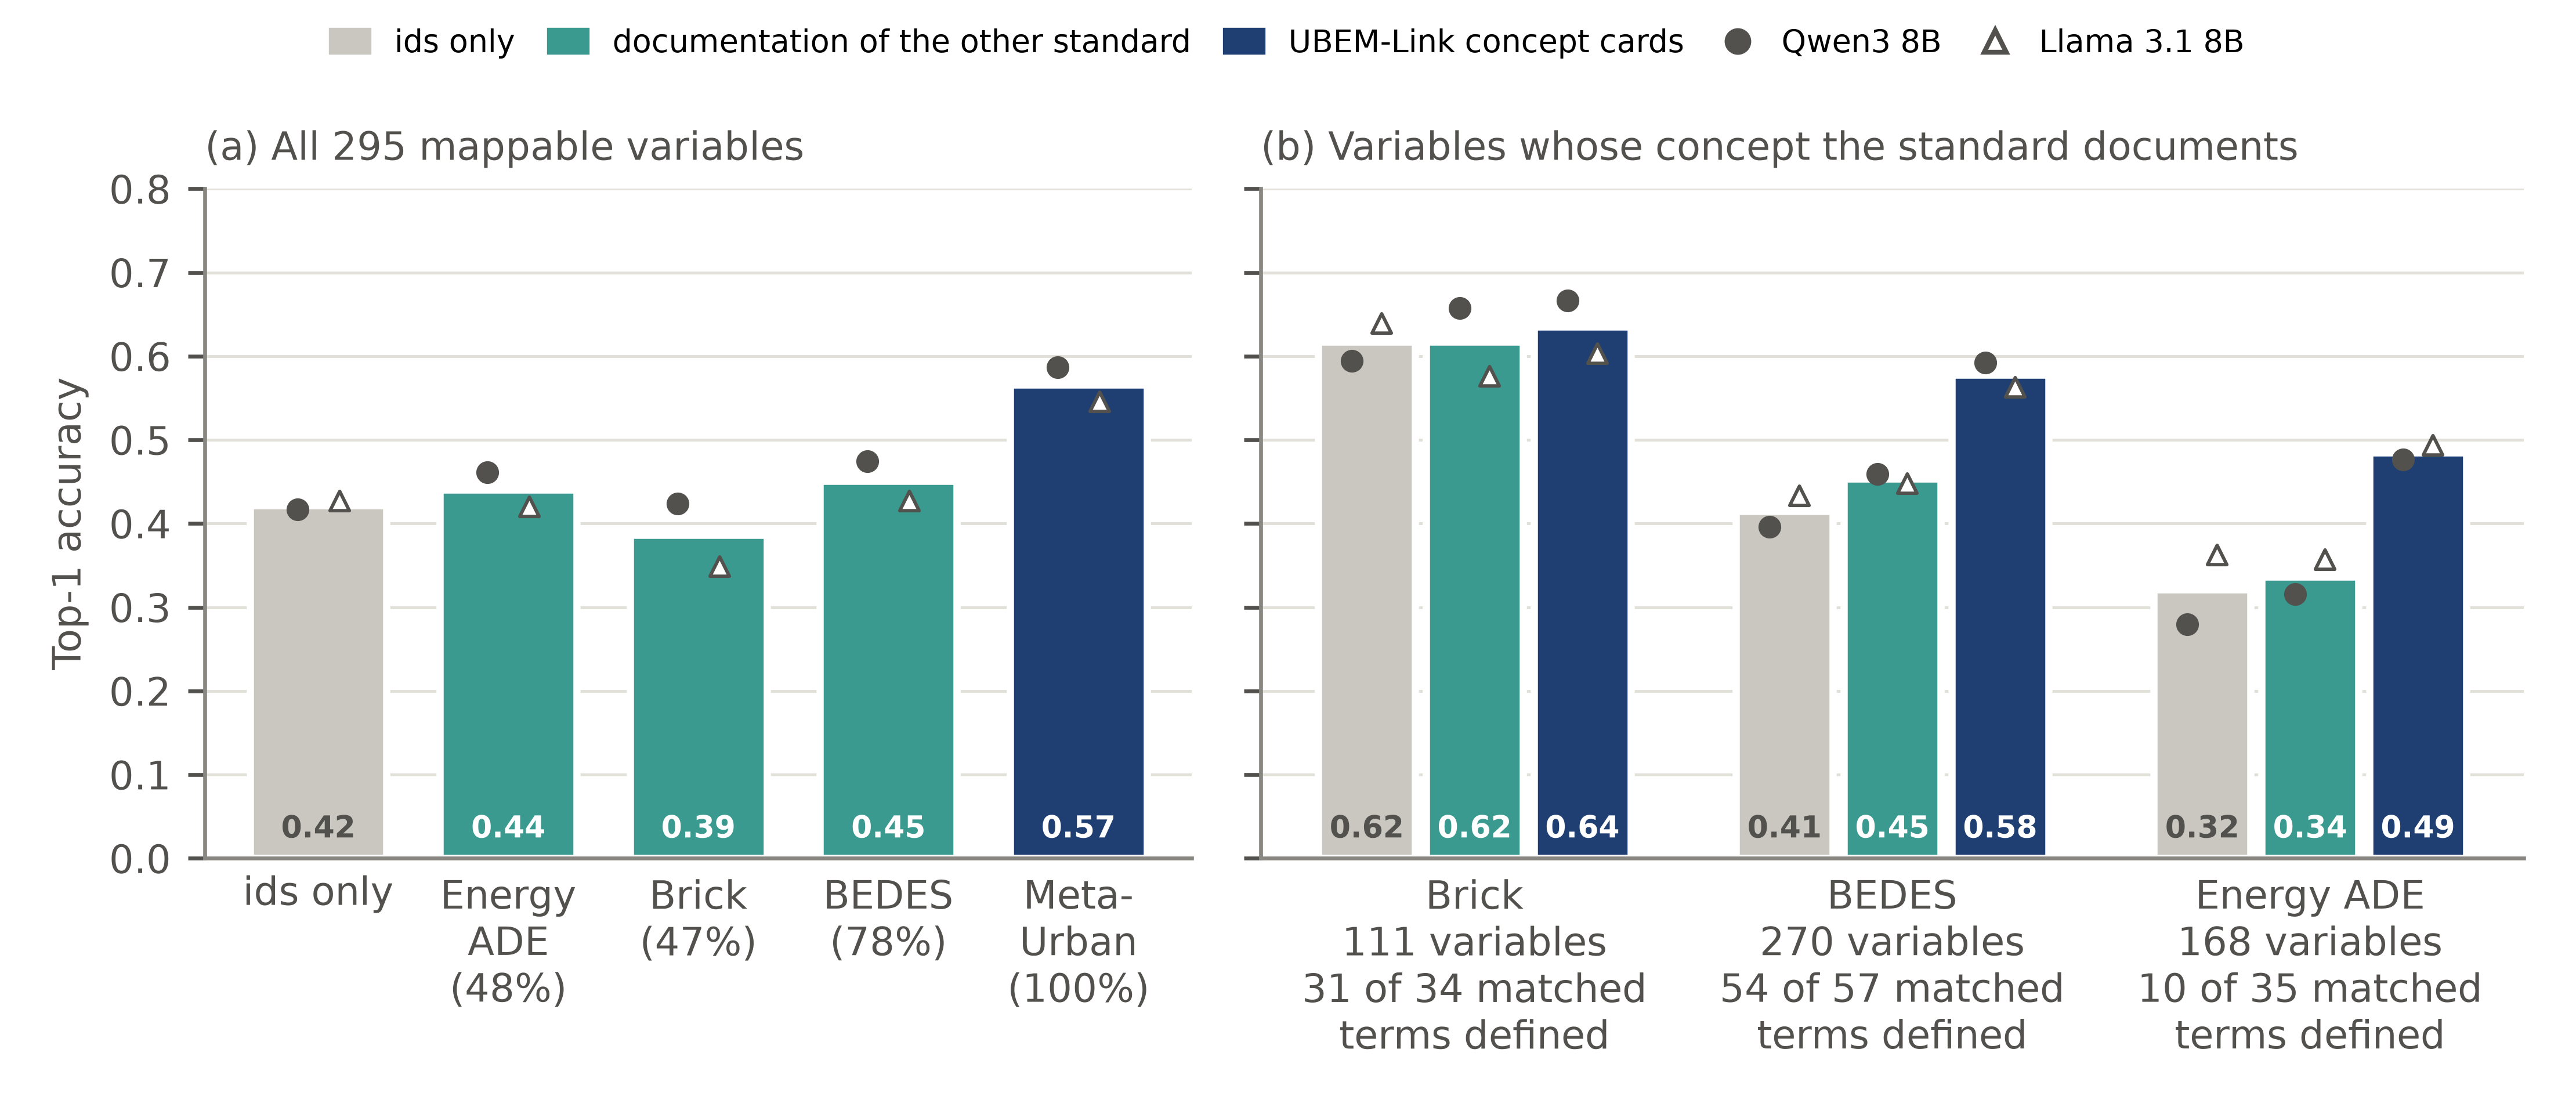 ids only documentation of the other standard UBEM-Link concept cards Qwen3 8B Llama 3.1 8B
(a) All 295 mappable variables
Top-1 accuracy
0.8
0.7
0.6
0.5
0.4
0.3
0.2
0.1
0.0
0.42 0.44 0.39 0.45 0.57
ids only
Energy
ADE
(48%)
Brick
(47%)
BEDES
(78%)
Meta-
Urban
(100%)
(b) Variables whose concept the standard documents
0.62 0.62 0.64 0.41 0.45 0.58 0.32 0.34 0.49
Brick
111 variables
31 of 34 matched
terms defined
BEDES
270 variables
54 of 57 matched
terms defined
Energy ADE
168 variables
10 of 35 matched
terms defined